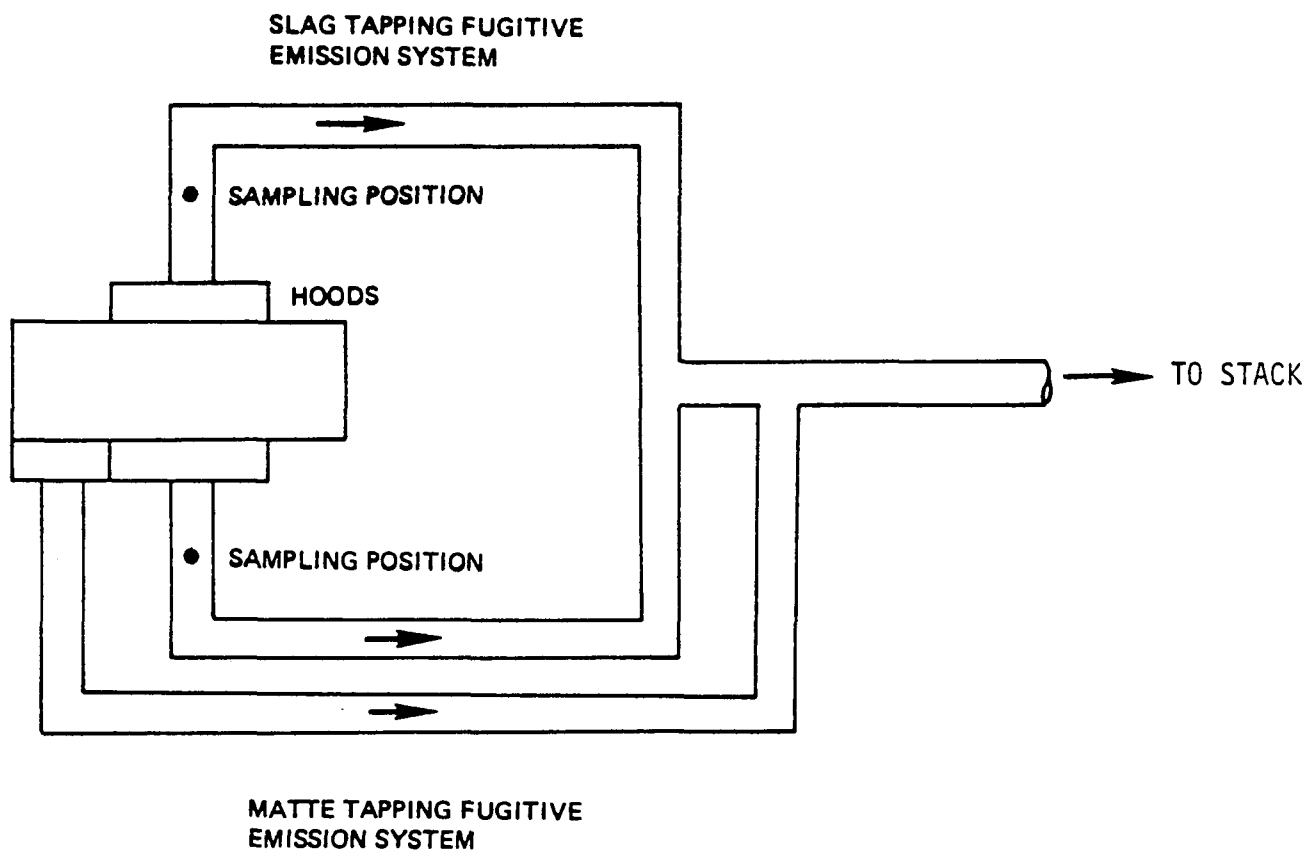 SLAG TAPPING FUGITIVE
EMISSION SYSTEM
SAMPLING POSITION
HOODS
TO STACK
SAMPLING POSITION
MATTE TAPPING FUGITIVE
EMISSION SYSTEM